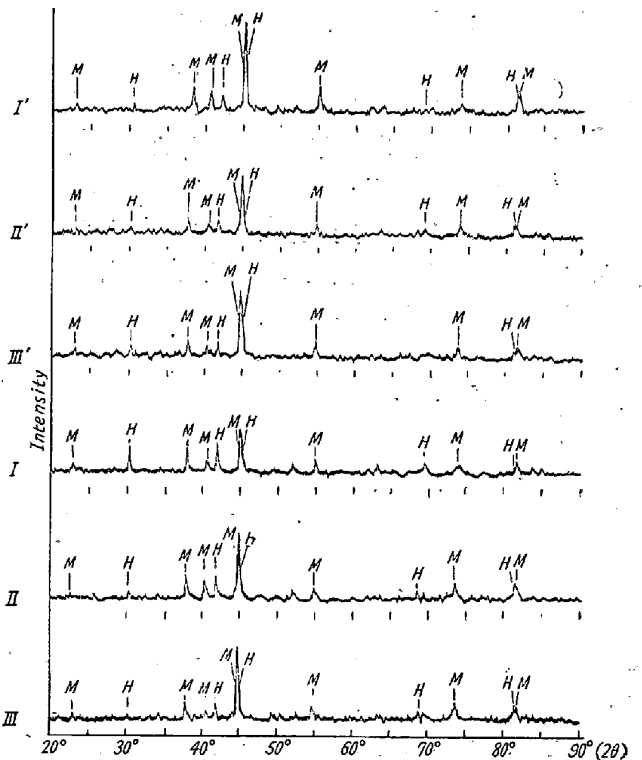 M H M M H M H M H M H M
I'
M H M M H M H M H M H M
II'
M H M M H M H M M H M
III'
Intensity
M H M M H M H M H M H M
I
M H M M H M h M H M H M
II
M H M M H M H M H M H M
III
20° 30° 40° 50° 60° 70° 80° 90° (2θ)